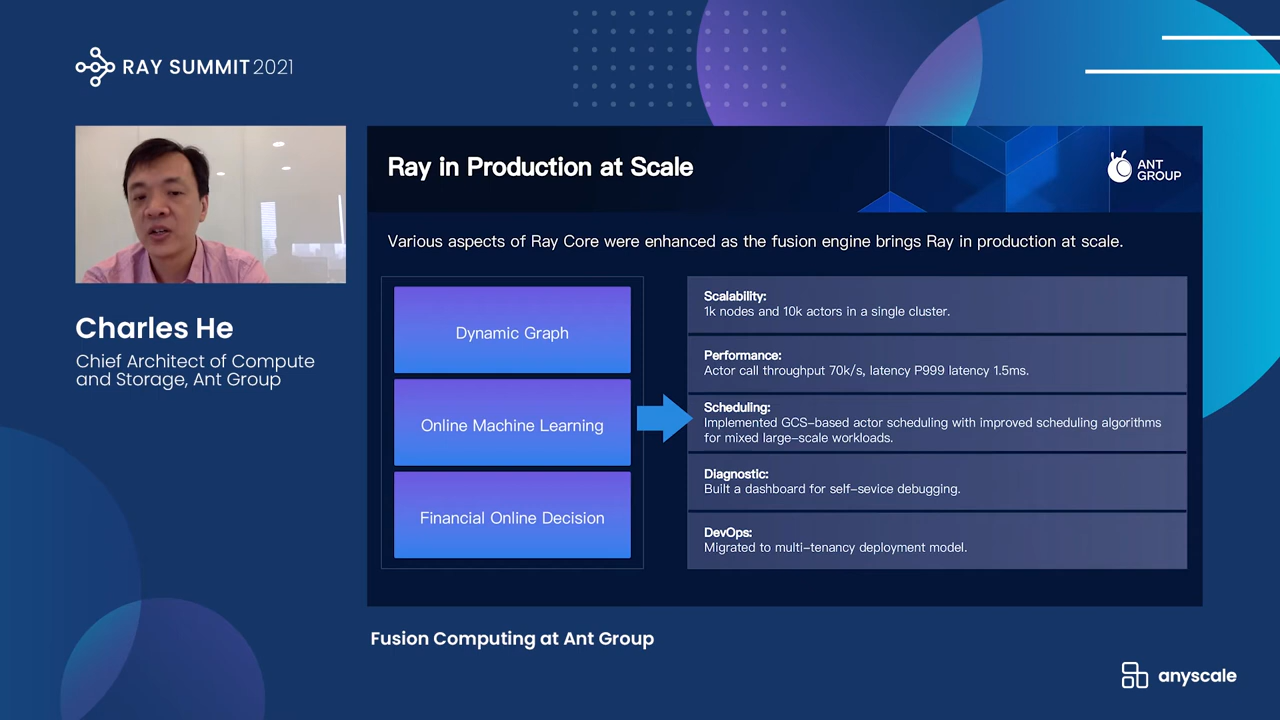 RAY SUMMIT 2021
Charles He
Chief Architect of Compute
and Storage, Ant Group
Ray in Production at Scale
ANT
GROUP
Various aspects of Ray Core were enhanced as the fusion engine brings Ray in production at scale.
Dynamic Graph
Online Machine Learning
Financial Online Decision
Scalability:
1k nodes and 10k actors in a single cluster.
Performance:
Actor call throughput 70k/s, latency P999 latency 1.5ms.
Scheduling:
Implemented GCS-based actor scheduling with improved scheduling algorithms
for mixed large-scale workloads.
Diagnostic:
Built a dashboard for self-sevice debugging.
DevOps:
Migrated to multi-tenancy deployment model.
Fusion Computing at Ant Group
anyscale